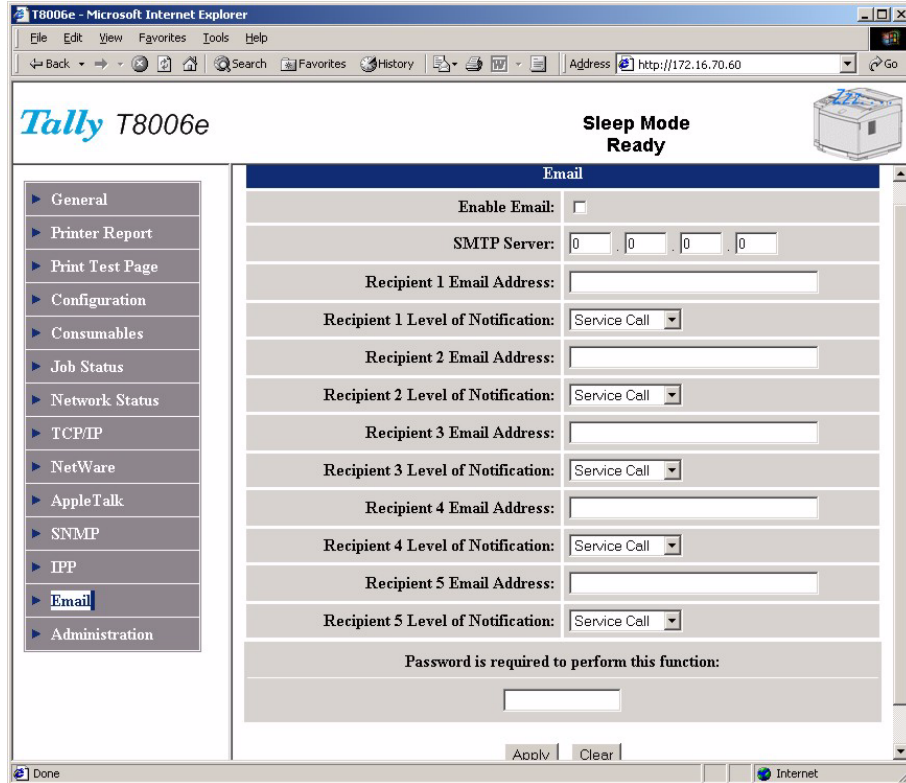 T8006e - Microsoft Internet Explorer
File Edit View Favorites Tools Help
Back Search Favorites History Address http://172.16.70.60 Go
Tally T8006e
Sleep Mode
Ready
Zzz...
General
Printer Report
Print Test Page
Configuration
Consumables
Job Status
Network Status
TCP/IP
NetWare
AppleTalk
SNMP
IPP
Email
Administration
Email
Enable Email:
SMTP Server: 0 . 0 . 0 . 0
Recipient 1 Email Address:
Recipient 1 Level of Notification: Service Call
Recipient 2 Email Address:
Recipient 2 Level of Notification: Service Call
Recipient 3 Email Address:
Recipient 3 Level of Notification: Service Call
Recipient 4 Email Address:
Recipient 4 Level of Notification: Service Call
Recipient 5 Email Address:
Recipient 5 Level of Notification: Service Call
Password is required to perform this function:
Apply Clear
Done Internet